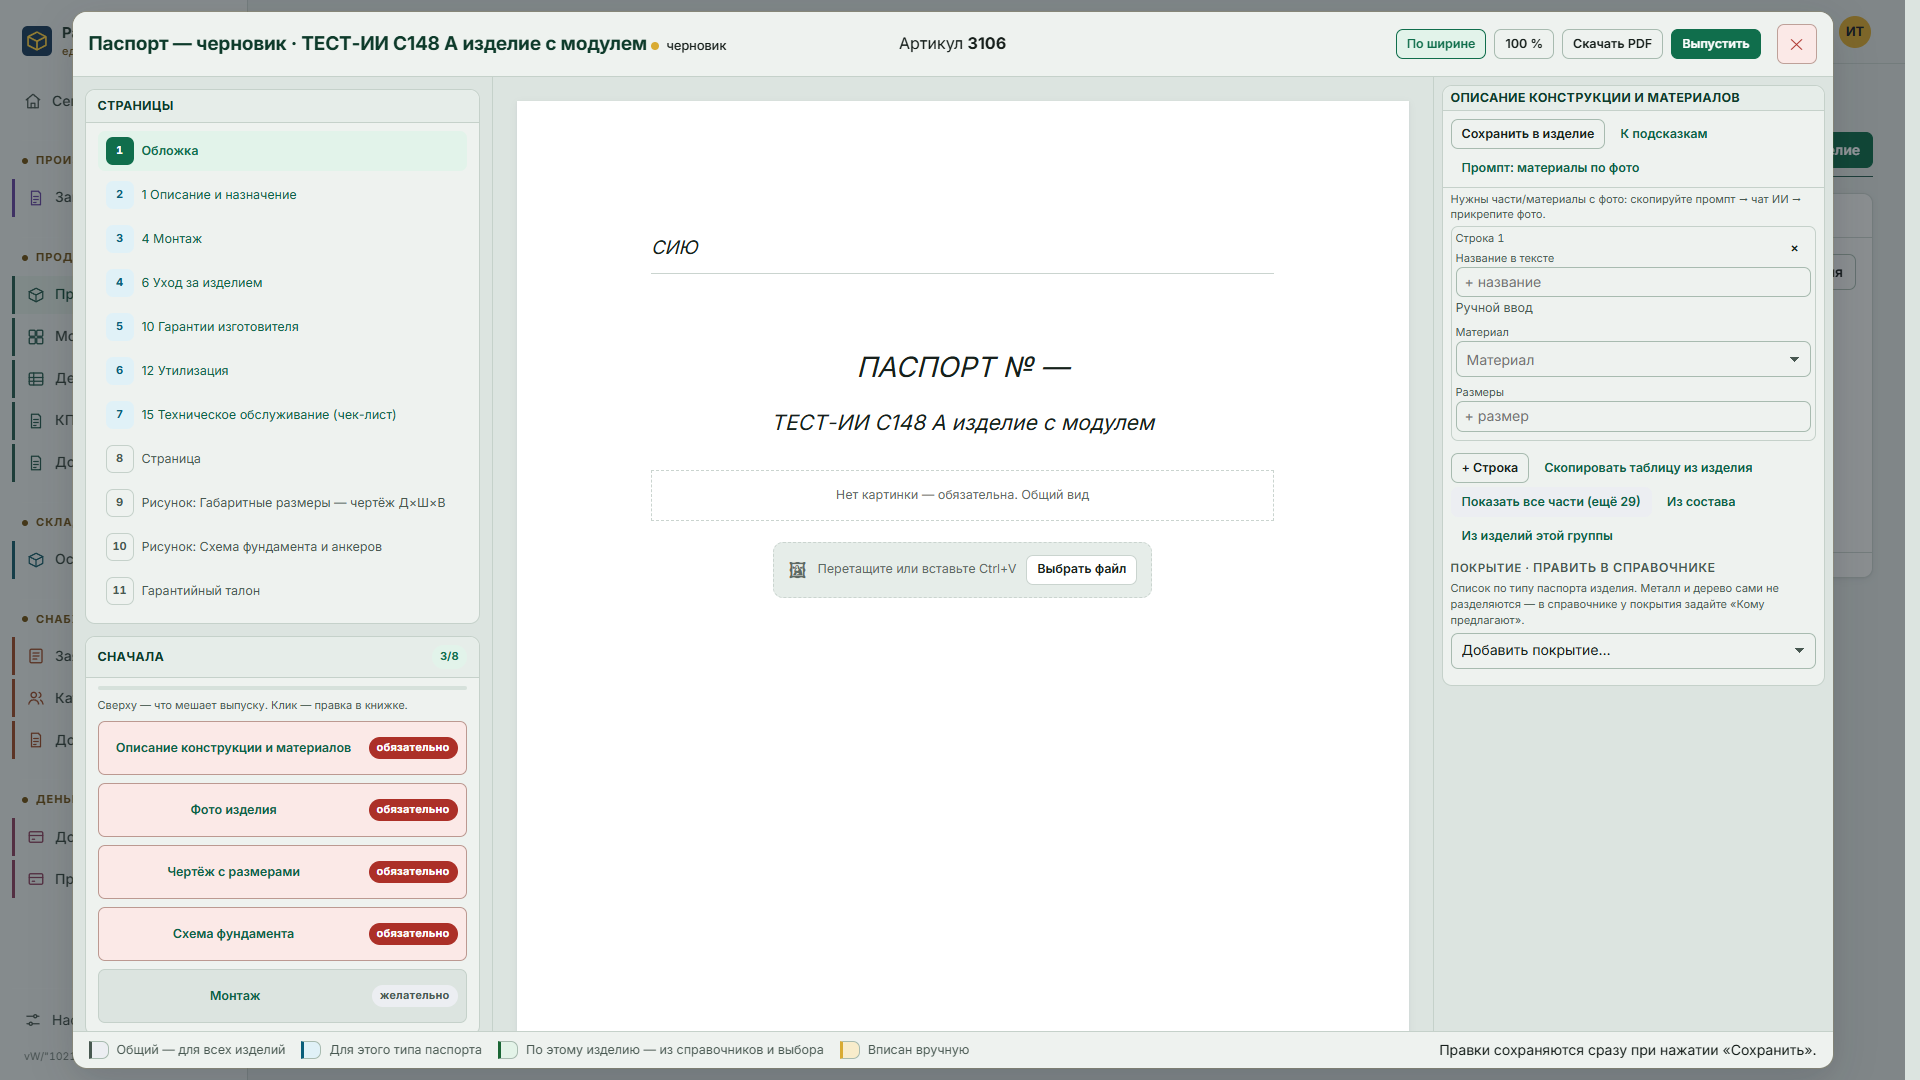 Паспорт — черновик · ТЕСТ-ИИ С148 А изделие с модулем
черновик
Артикул 3106
По ширине
100 %
Скачать PDF
Выпустить
ИТ
СТРАНИЦЫ
1 Обложка
2 1 Описание и назначение
3 4 Монтаж
4 6 Уход за изделием
5 10 Гарантии изготовителя
6 12 Утилизация
7 15 Техническое обслуживание (чек-лист)
8 Страница
9 Рисунок: Габаритные размеры — чертёж Д×Ш×В
10 Рисунок: Схема фундамента и анкеров
11 Гарантийный талон
СНАЧАЛА
3/8
Сверху — что мешает выпуску. Клик — правка в книжке.
Описание конструкции и материалов обязательно
Фото изделия обязательно
Чертёж с размерами обязательно
Схема фундамента обязательно
Монтаж желательно
СИЮ
ПАСПОРТ № —
ТЕСТ-ИИ С148 А изделие с модулем
Нет картинки — обязательна. Общий вид
Перетащите или вставьте Ctrl+V
Выбрать файл
ОПИСАНИЕ КОНСТРУКЦИИ И МАТЕРИАЛОВ
Сохранить в изделие
К подсказкам
Промпт: материалы по фото
Нужны части/материалы с фото: скопируйте промпт → чат ИИ →
прикрепите фото.
Строка 1
×
Название в тексте
+ название
Ручной ввод
Материал
Материал
Размеры
+ размер
+ Строка
Скопировать таблицу из изделия
Показать все части (ещё 29)
Из состава
Из изделий этой группы
ПОКРЫТИЕ · ПРАВИТЬ В СПРАВОЧНИКЕ
Список по типу паспорта изделия. Металл и дерево сами не
разделяются — в справочнике у покрытия задайте «Кому
предлагают».
Добавить покрытие...
Общий — для всех изделий
Для этого типа паспорта
По этому изделию — из справочников и выбора
Вписан вручную
Правки сохраняются сразу при нажатии «Сохранить».